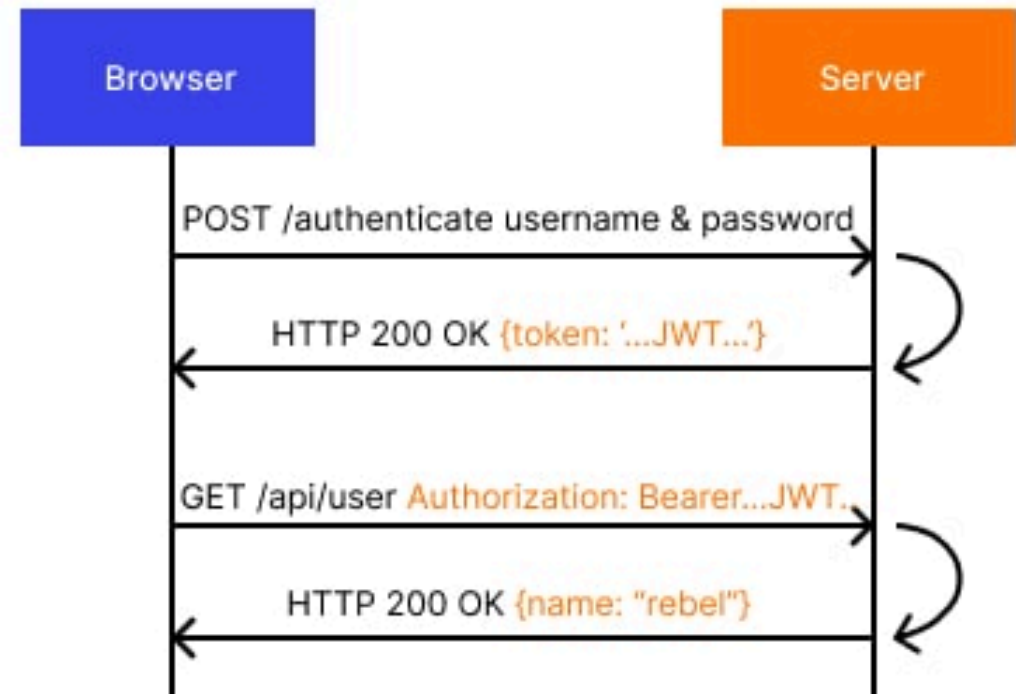 Browser
Server
POST /authenticate username & password
HTTP 200 OK {token: ‘...JWT...’}
GET /api/user Authorization: Bearer...JWT..
HTTP 200 OK {name: “rebel”}